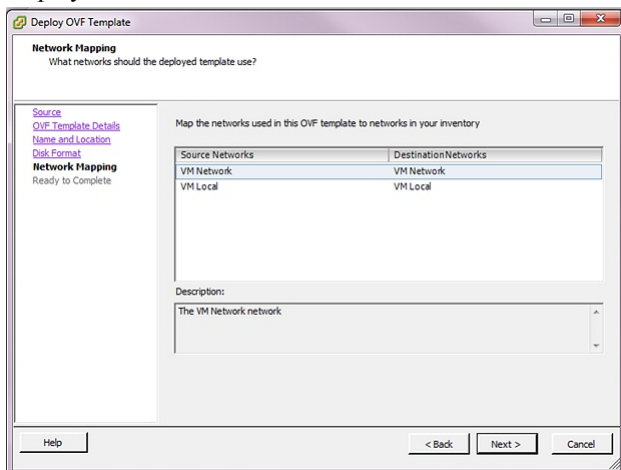 Deploy OVF Template
Network Mapping
What networks should the deployed template use?
Source
OVF Template Details
Name and Location
Disk Format
Network Mapping
Ready to Complete
Map the networks used in this OVF template to networks in your inventory
Source Networks DestinationNetworks
VM Network VM Network
VM Local VM Local
Description:
The VM Network network
Help < Back Next > Cancel